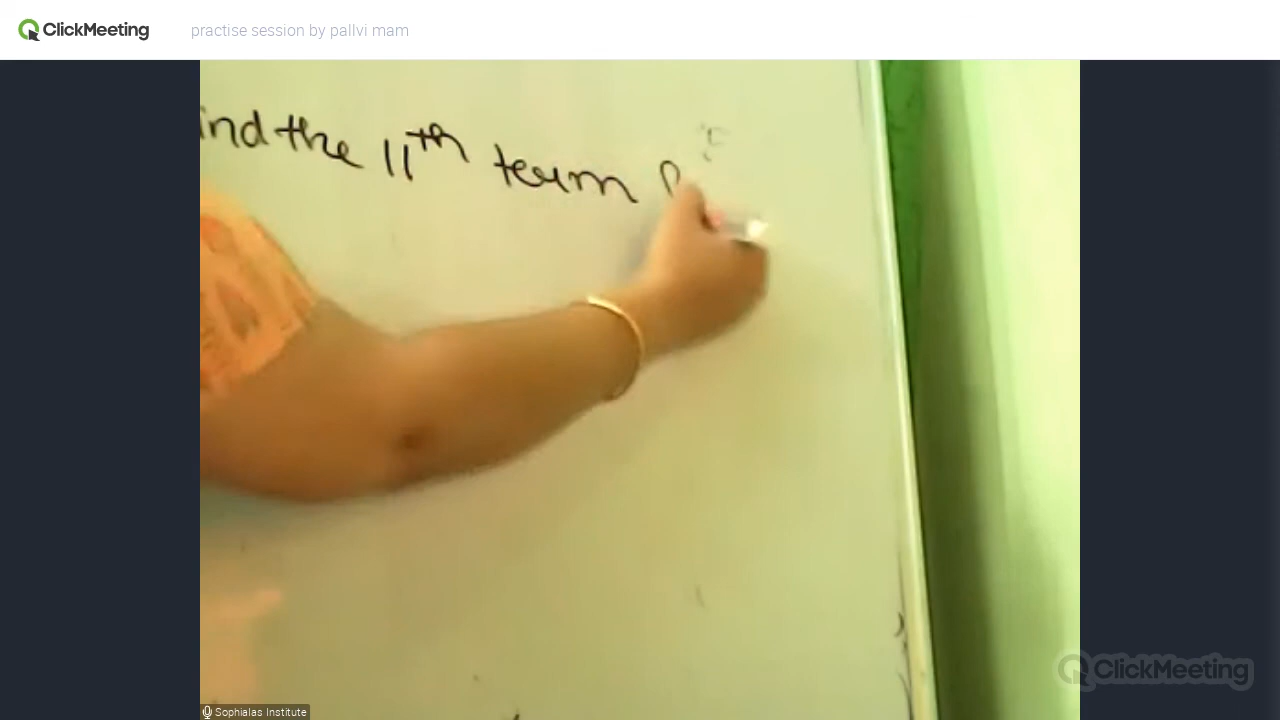 ClickMeeting practise session by pallvi mam
ind the 11th term
ClickMeeting
Sophialas Institute